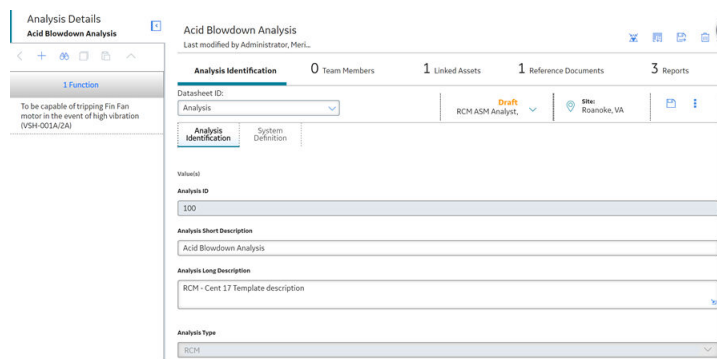 Analysis Details
Acid Blowdown Analysis
1 Function
To be capable of tripping Fin Fan
motor in the event of high vibration
(VSH-001A/2A)
Acid Blowdown Analysis
Last modified by Administrator, Meri...
Analysis Identification
0 Team Members
1 Linked Assets
1 Reference Documents
3 Reports
Datasheet ID:
Analysis
Draft
RCM ASM Analyst,
Site:
Roanoke, VA
Analysis
Identification
System
Definition
Value(s)
Analysis ID
100
Analysis Short Description
Acid Blowdown Analysis
Analysis Long Description
RCM - Cent 17 Template description
Analysis Type
RCM